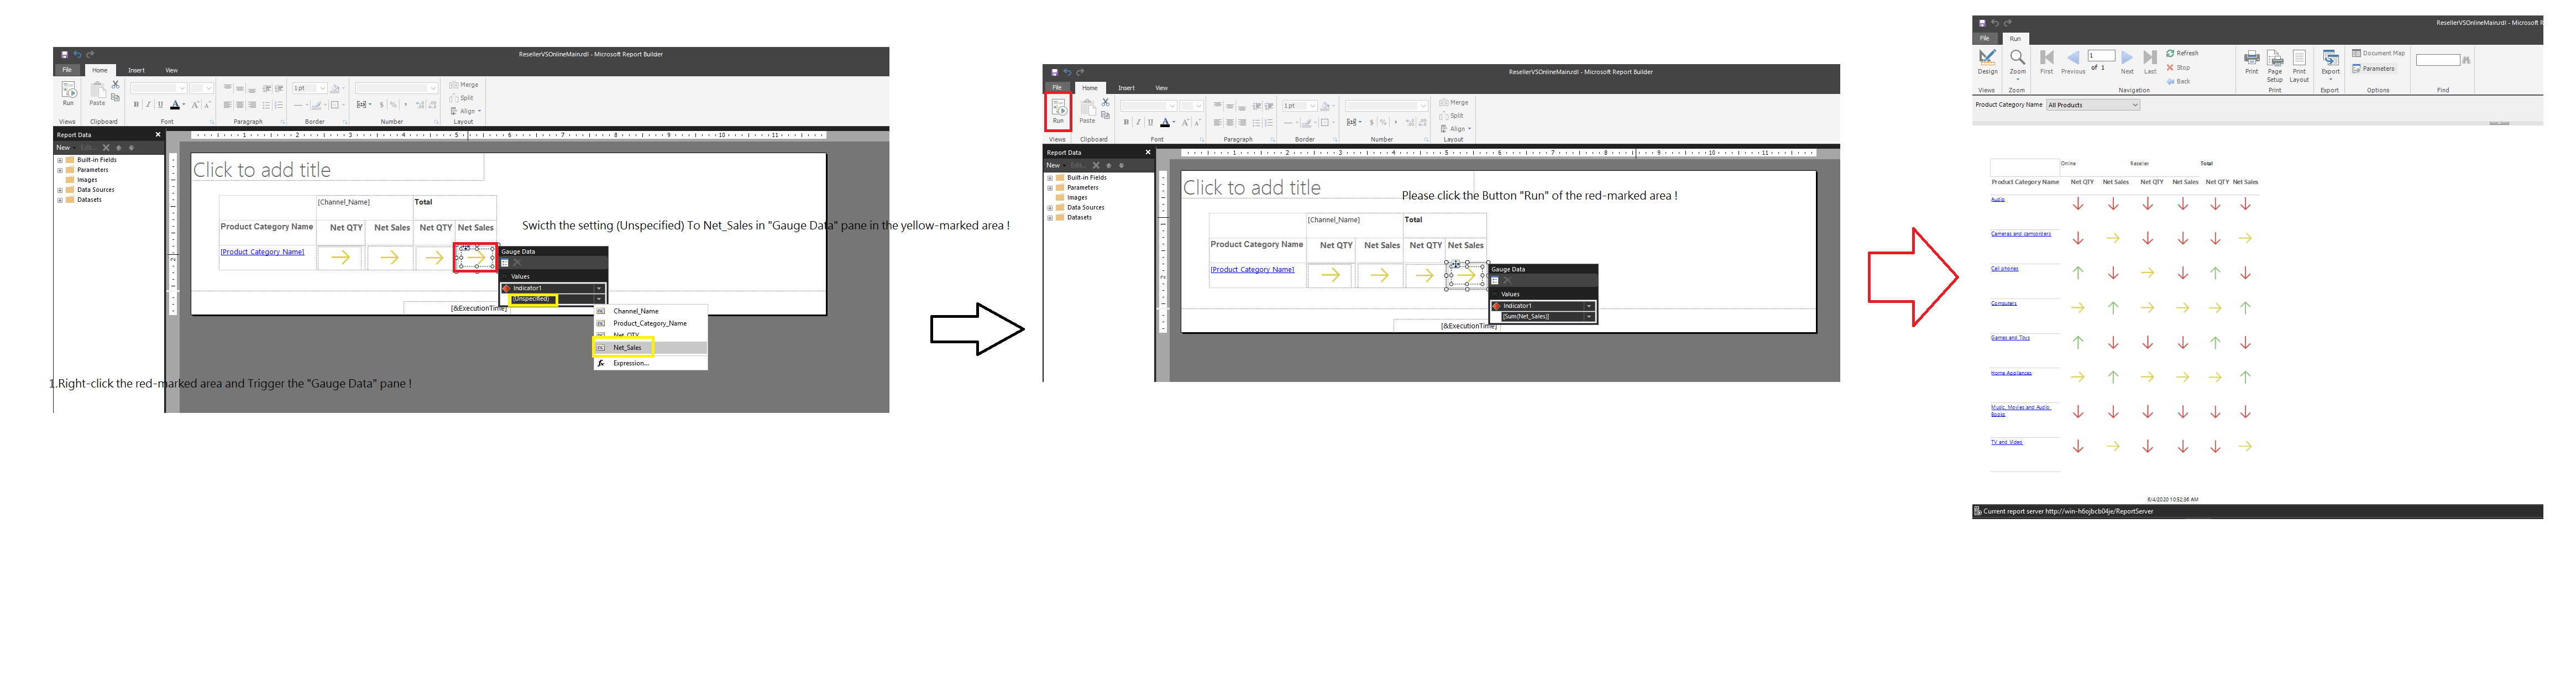 ResellerVSOnlineMain.rdl - Microsoft Report Builder
File Home Insert View
Run Paste
B I U A A A
1pt
$ %
Merge
Split
Align
Views Clipboard Font Paragraph Border Number Layout
Report Data
New Edit...
Built-in Fields
Parameters
Images
Data Sources
Datasets
Click to add title
[Channel_Name] Total
Product Category Name Net QTY Net Sales Net QTY Net Sales
[Product Category Name]
[&ExecutionTime]
Swicth the setting (Unspecified) To Net_Sales in "Gauge Data" pane in the yellow-marked area !
Gauge Data
Values
Indicator1
(Unspecified)
Channel_Name
Product_Category_Name
Net_QTY
Net_Sales
fx Expression...
1.Right-click the red-marked area and Trigger the "Gauge Data" pane !
ResellerVSOnlineMain.rdl - Microsoft Report Builder
File Home Insert View
Run Paste
B I U A A A
1pt
$ %
Merge
Split
Align
Views Clipboard Font Paragraph Border Number Layout
Report Data
New Edit...
Built-in Fields
Parameters
Images
Data Sources
Datasets
Click to add title
Please click the Button "Run" of the red-marked area !
[Channel_Name] Total
Product Category Name Net QTY Net Sales Net QTY Net Sales
[Product Category Name]
[&ExecutionTime]
Gauge Data
Values
Indicator1
[Sum(Net_Sales)]
ResellerVSOnlineMain.rdl - Microsoft R
File Run
Design Zoom First Previous 1 of 1 Next Last
Refresh
Stop
Back
Print Page Setup Print Layout Export
Document Map
Parameters
Views Zoom Navigation Print Export Options Find
Product Category Name All Products
Online Reseller Total
Product Category Name Net QTY Net Sales Net QTY Net Sales Net QTY Net Sales
Audio
Cameras and camcorders
Cell phones
Computers
Games and Toys
Home Appliances
Music, Movies and Audio
Books
TV and Video
6/4/2020 10:52:36 AM
Current report server http://win-h6ojbcb04je/ReportServer